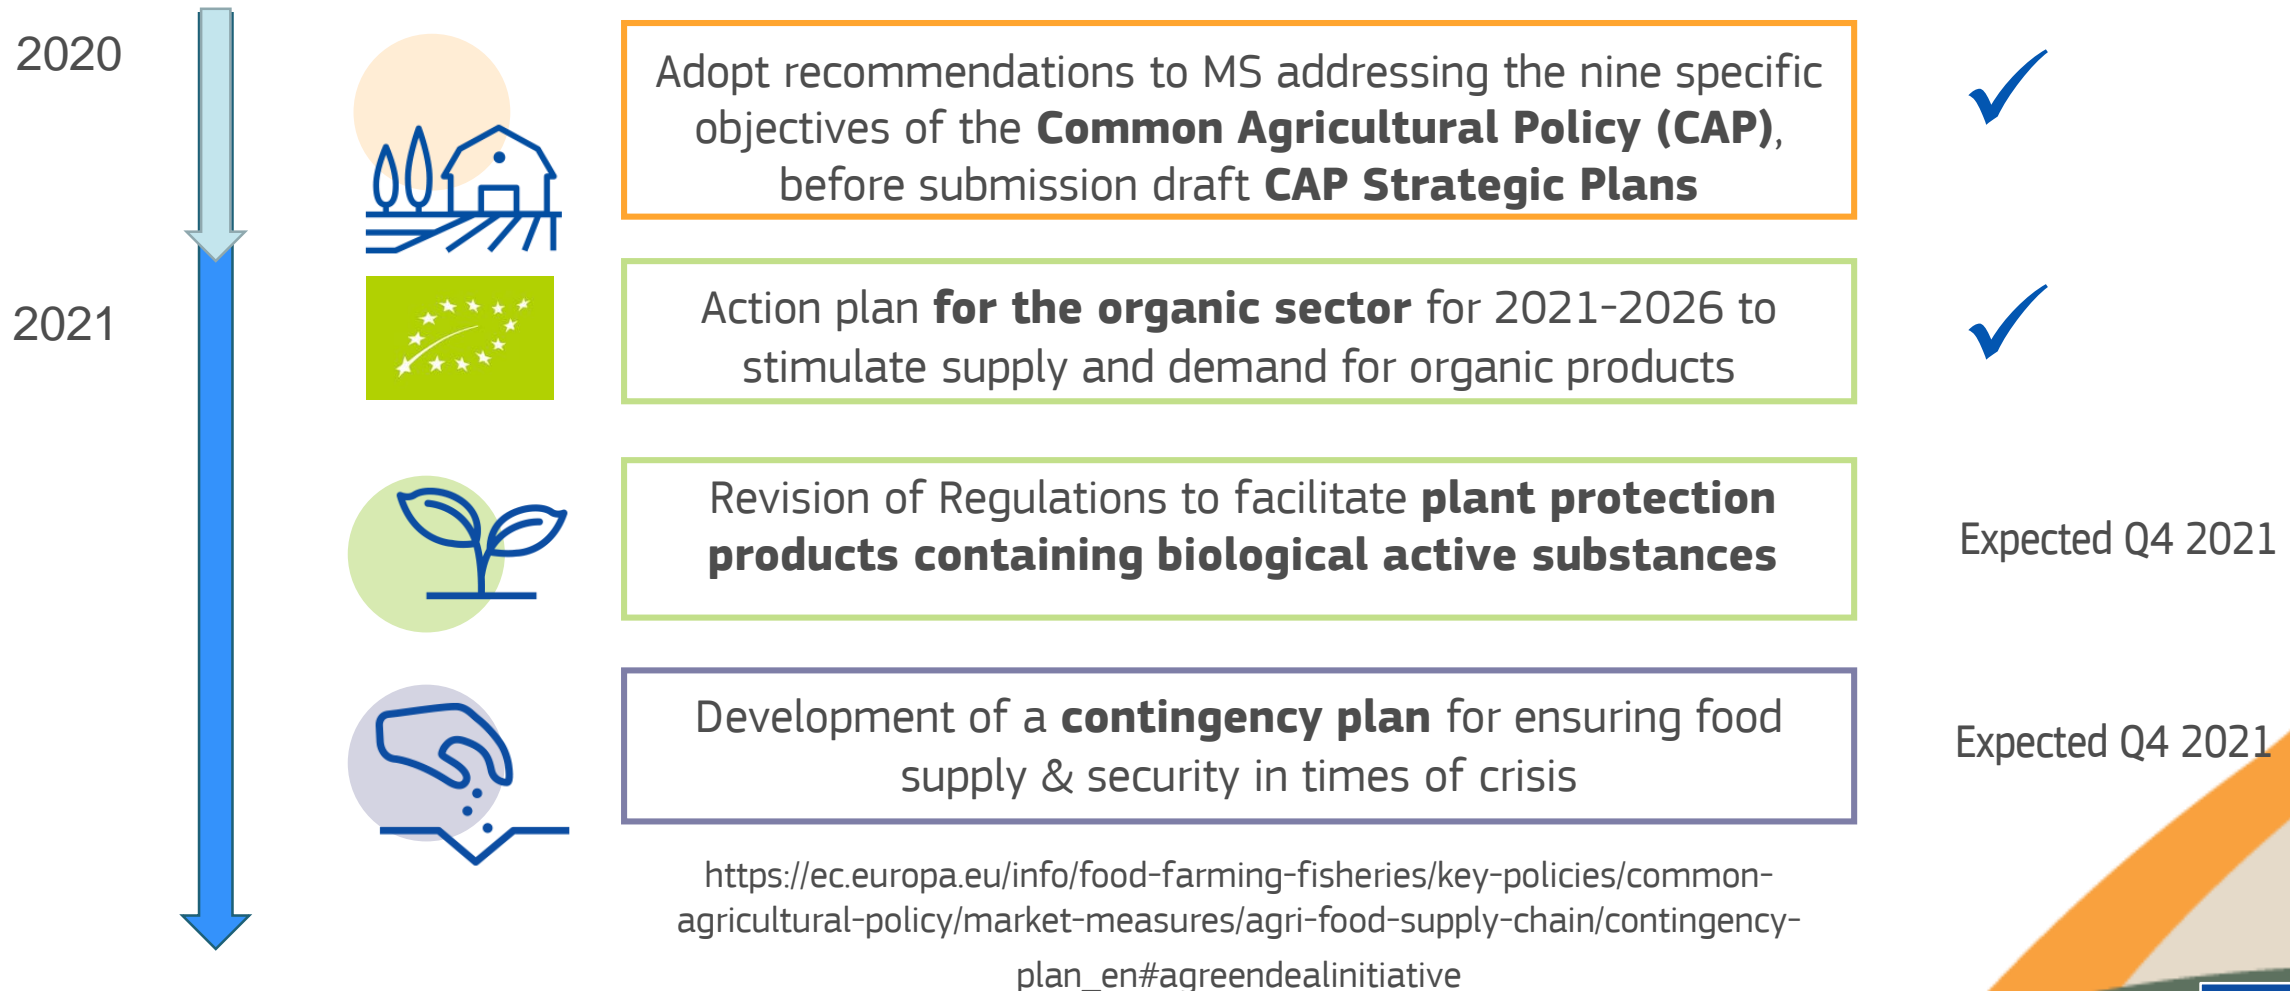 2020
Adopt recommendations to MS addressing the nine specific
objectives of the Common Agricultural Policy (CAP),
before submission draft CAP Strategic Plans
2021
Action plan for the organic sector for 2021-2026 to
stimulate supply and demand for organic products
Revision of Regulations to facilitate plant protection
products containing biological active substances
Expected Q4 2021
Development of a contingency plan for ensuring food
supply & security in times of crisis
Expected Q4 2021
https://ec.europa.eu/info/food-farming-fisheries/key-policies/common-
agricultural-policy/market-measures/agri-food-supply-chain/contingency-
plan_en#agreendealinitiative